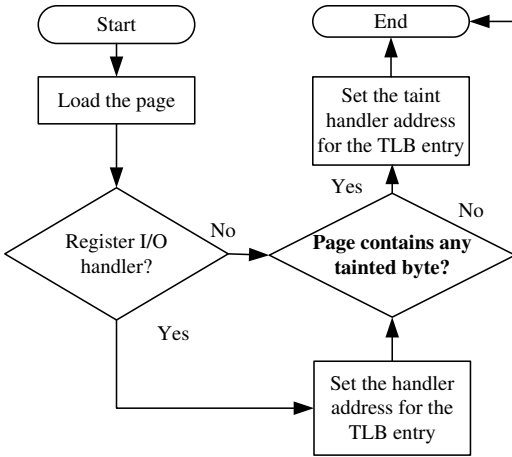 Start
End
Load the page
Set the taint
handler address
for the TLB entry
Yes
No
No
Register I/O
handler?
Page contains any
tainted byte?
Yes
Set the handler
address for the
TLB entry